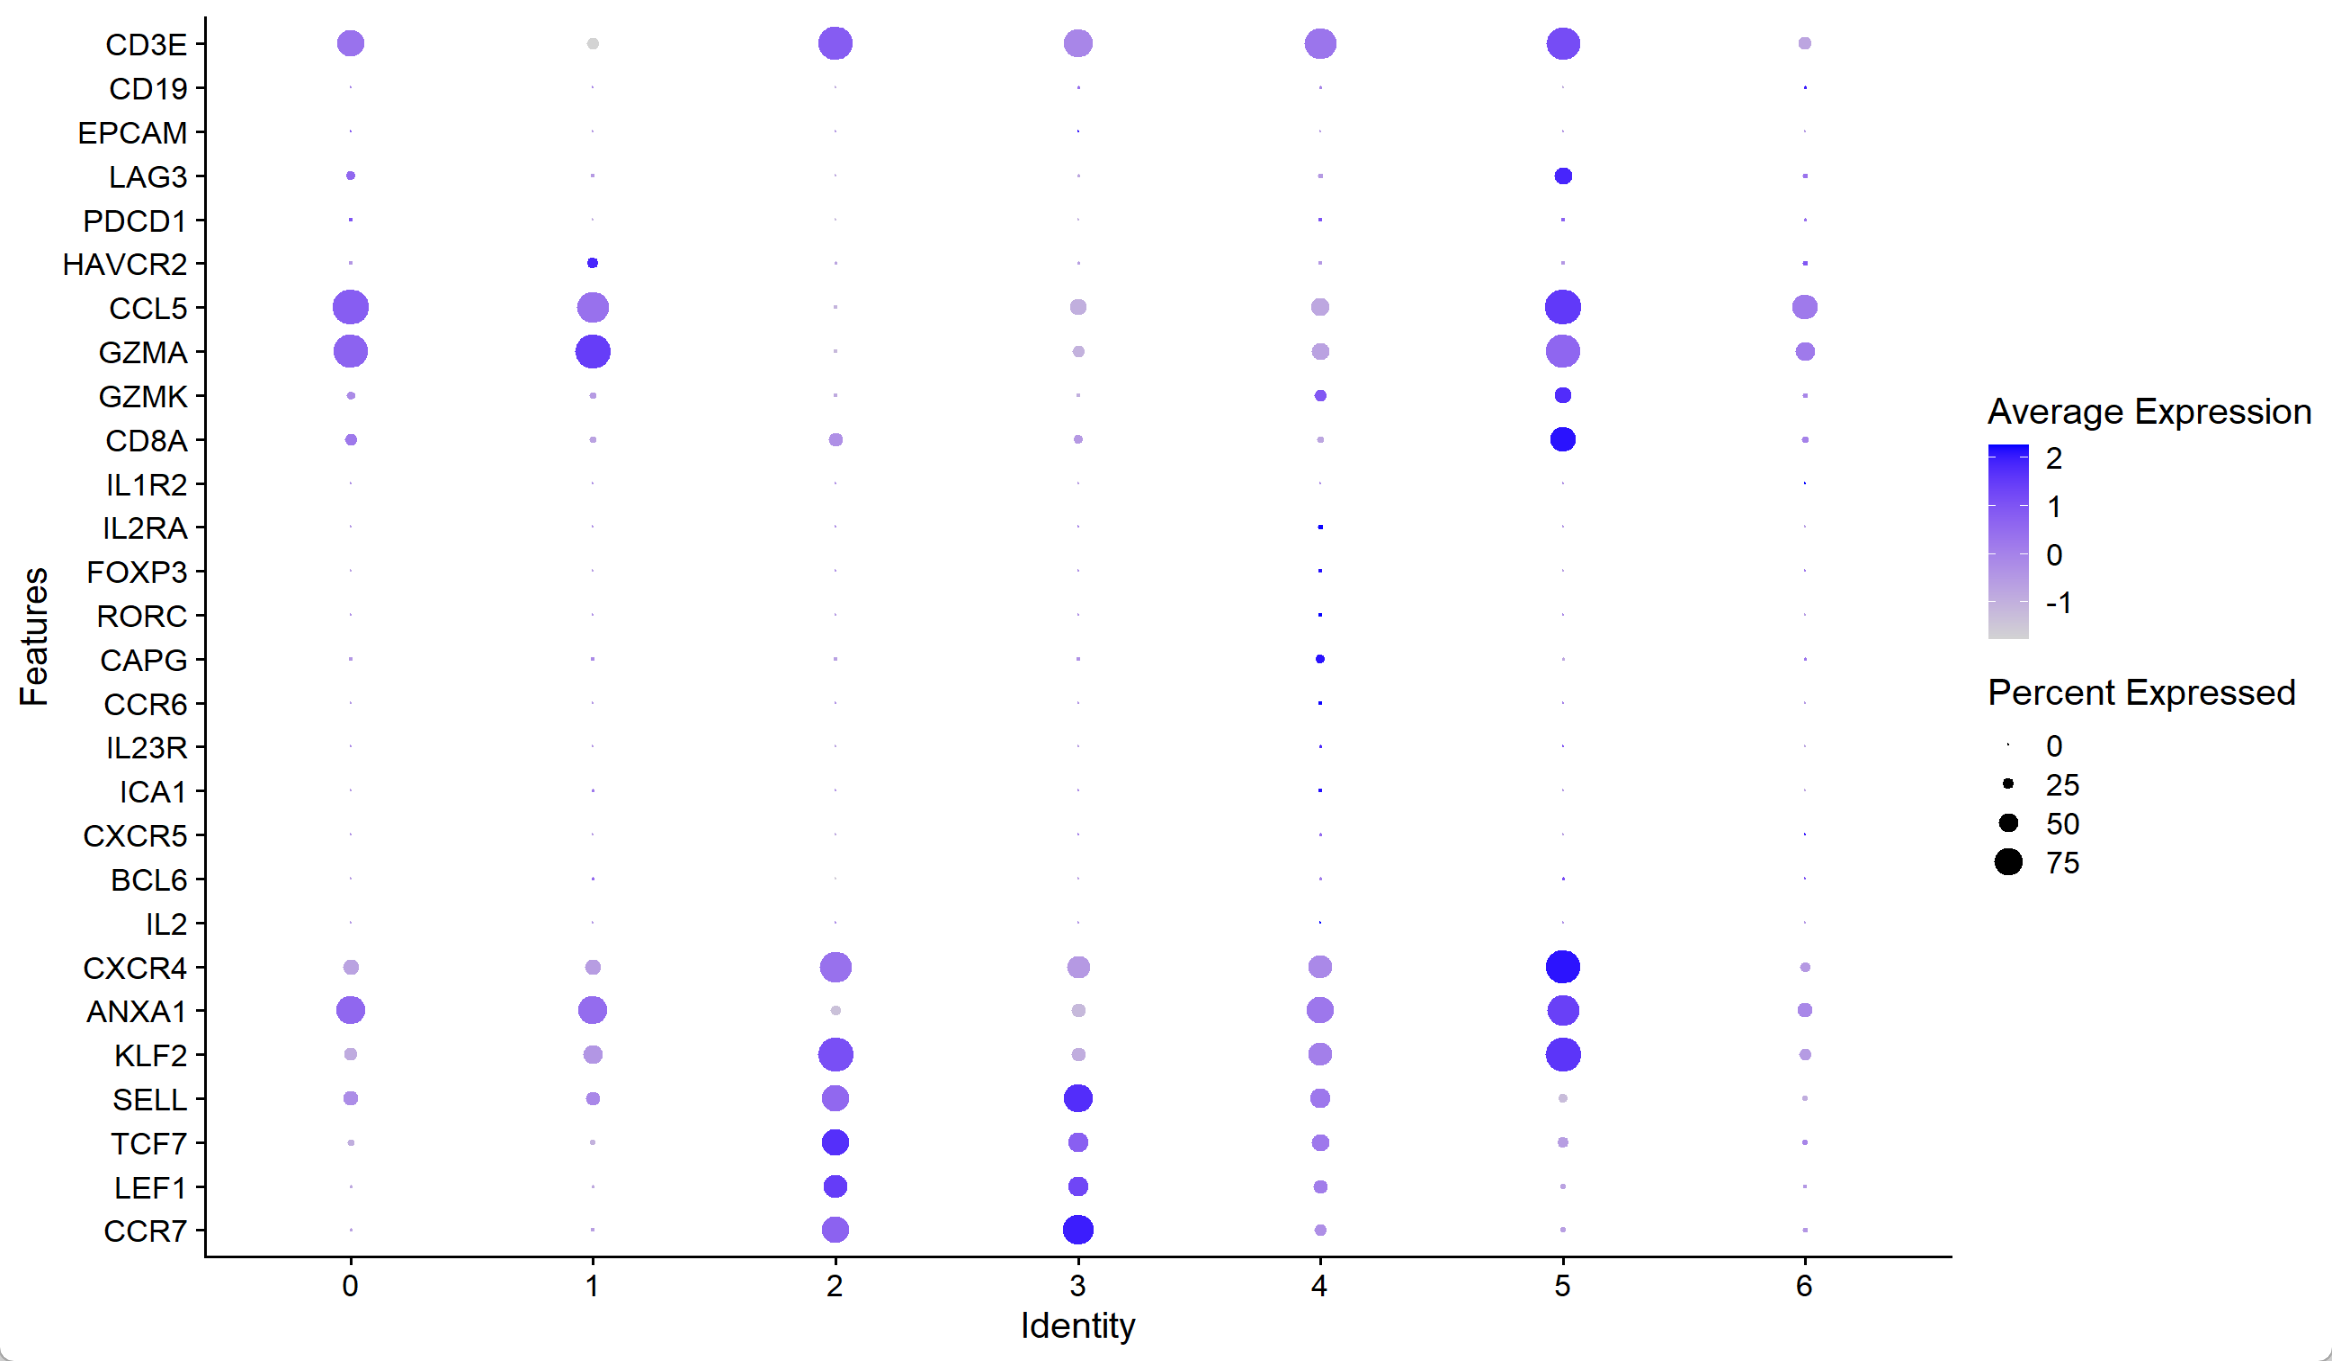 CD3E
CD19
EPCAM
LAG3
PDCD1
HAVCR2
CCL5
GZMA
GZMK
CD8A
IL1R2
IL2RA
FOXP3
RORC
CAPG
CCR6
IL23R
ICA1
CXCR5
BCL6
IL2
CXCR4
ANXA1
KLF2
SELL
TCF7
LEF1
CCR7
Features
0 1 2 3 4 5 6
Identity
Average Expression
2
1
0
-1
Percent Expressed
0
25
50
75